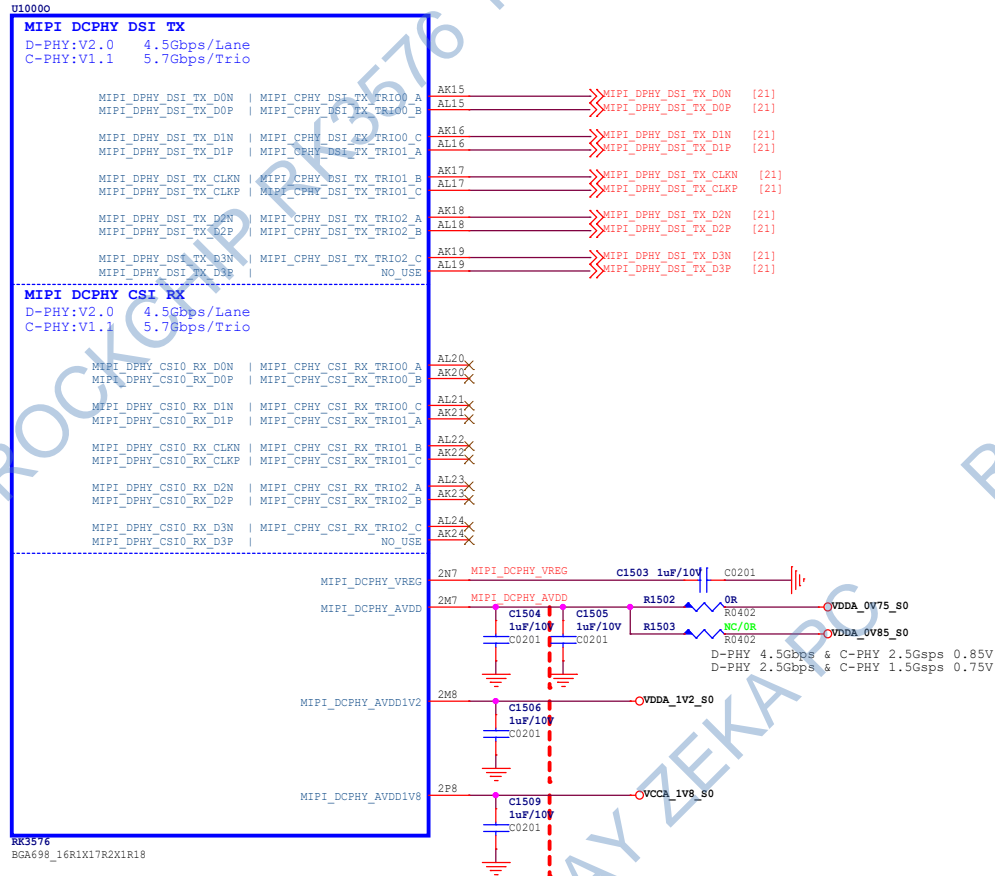 U1000O
MIPI DCPHY DSI TX
D-PHY:V2.0 4.5Gbps/Lane
C-PHY:V1.1 5.7Gbps/Trio
MIPI_DPHY_DSI_TX_D0N | MIPI_CPHY_DSI_TX_TRIO0_A AK15 MIPI_DPHY_DSI_TX_D0N [21]
MIPI_DPHY_DSI_TX_D0P | MIPI_CPHY_DSI_TX_TRIO0_B AL15 MIPI_DPHY_DSI_TX_D0P [21]
MIPI_DPHY_DSI_TX_D1N | MIPI_CPHY_DSI_TX_TRIO0_C AK16 MIPI_DPHY_DSI_TX_D1N [21]
MIPI_DPHY_DSI_TX_D1P | MIPI_CPHY_DSI_TX_TRIO1_A AL16 MIPI_DPHY_DSI_TX_D1P [21]
MIPI_DPHY_DSI_TX_CLKN | MIPI_CPHY_DSI_TX_TRIO1_B AK17 MIPI_DPHY_DSI_TX_CLKN [21]
MIPI_DPHY_DSI_TX_CLKP | MIPI_CPHY_DSI_TX_TRIO1_C AL17 MIPI_DPHY_DSI_TX_CLKP [21]
MIPI_DPHY_DSI_TX_D2N | MIPI_CPHY_DSI_TX_TRIO2_A AK18 MIPI_DPHY_DSI_TX_D2N [21]
MIPI_DPHY_DSI_TX_D2P | MIPI_CPHY_DSI_TX_TRIO2_B AL18 MIPI_DPHY_DSI_TX_D2P [21]
MIPI_DPHY_DSI_TX_D3N | MIPI_CPHY_DSI_TX_TRIO2_C AK19 MIPI_DPHY_DSI_TX_D3N [21]
MIPI_DPHY_DSI_TX_D3P | NO_USE AL19 MIPI_DPHY_DSI_TX_D3P [21]
MIPI DCPHY CSI RX
D-PHY:V2.0 4.5Gbps/Lane
C-PHY:V1.1 5.7Gbps/Trio
MIPI_DPHY_CSI0_RX_D0N | MIPI_CPHY_CSI_RX_TRIO0_A AL20
MIPI_DPHY_CSI0_RX_D0P | MIPI_CPHY_CSI_RX_TRIO0_B AK20
MIPI_DPHY_CSI0_RX_D1N | MIPI_CPHY_CSI_RX_TRIO0_C AL21
MIPI_DPHY_CSI0_RX_D1P | MIPI_CPHY_CSI_RX_TRIO1_A AK21
MIPI_DPHY_CSI0_RX_CLKN | MIPI_CPHY_CSI_RX_TRIO1_B AL22
MIPI_DPHY_CSI0_RX_CLKP | MIPI_CPHY_CSI_RX_TRIO1_C AK22
MIPI_DPHY_CSI0_RX_D2N | MIPI_CPHY_CSI_RX_TRIO2_A AL23
MIPI_DPHY_CSI0_RX_D2P | MIPI_CPHY_CSI_RX_TRIO2_B AK23
MIPI_DPHY_CSI0_RX_D3N | MIPI_CPHY_CSI_RX_TRIO2_C AL24
MIPI_DPHY_CSI0_RX_D3P | NO_USE AK24
MIPI_DCPHY_VREG 2N7 MIPI_DCPHY_VREG C1503 1uF/10V C0201
MIPI_DCPHY_AVDD 2M7 MIPI_DCPHY_AVDD R1502 0R VDDA_0V75_S0
R0402
C1504 C1505
1uF/10V 1uF/10V
C0201 C0201
R1503 NC/0R VDDA_0V85_S0
R0402
D-PHY 4.5Gbps & C-PHY 2.5Gsps 0.85V
D-PHY 2.5Gbps & C-PHY 1.5Gsps 0.75V
MIPI_DCPHY_AVDD1V2 2M8 VDDA_1V2_S0
C1506
1uF/10V
C0201
MIPI_DCPHY_AVDD1V8 2P8 VCCA_1V8_S0
C1509
1uF/10V
C0201
RK3576
BGA698_16R1X17R2X1R18
ROCKCHIP RK3576
AY ZEKA PC
R